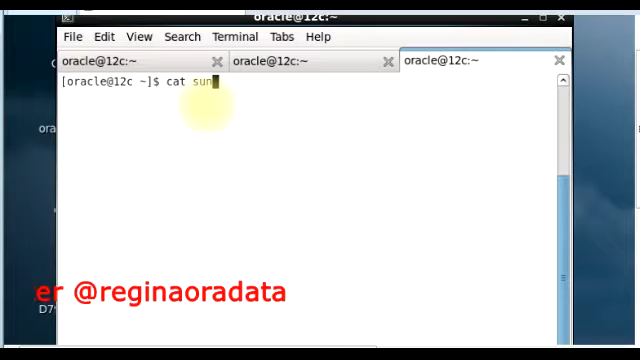 oracle@12c:~
File Edit View Search Terminal Tabs Help
oracle@12c:~ oracle@12c:~ oracle@12c:~
[oracle@12c ~]$ cat sun
ora
er @reginaoradata